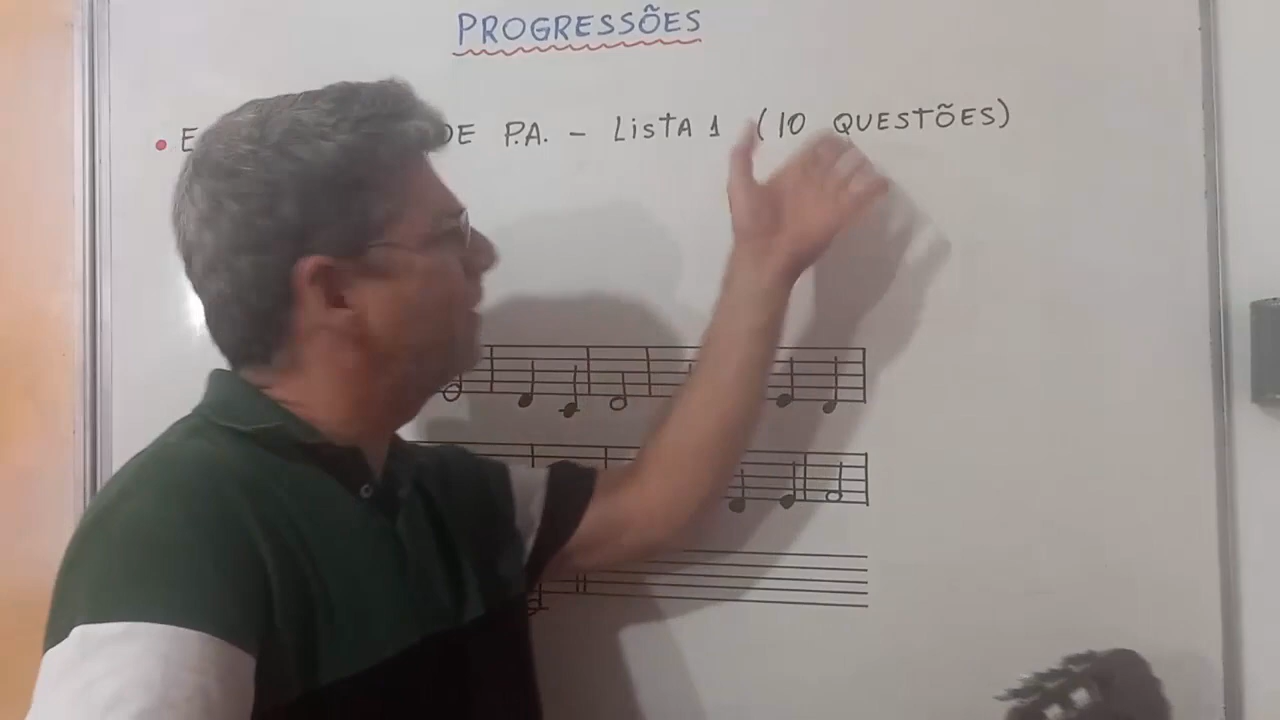 PROGRESSÕES
• E DE P.A. - LISTA 1 (10 QUESTÕES)